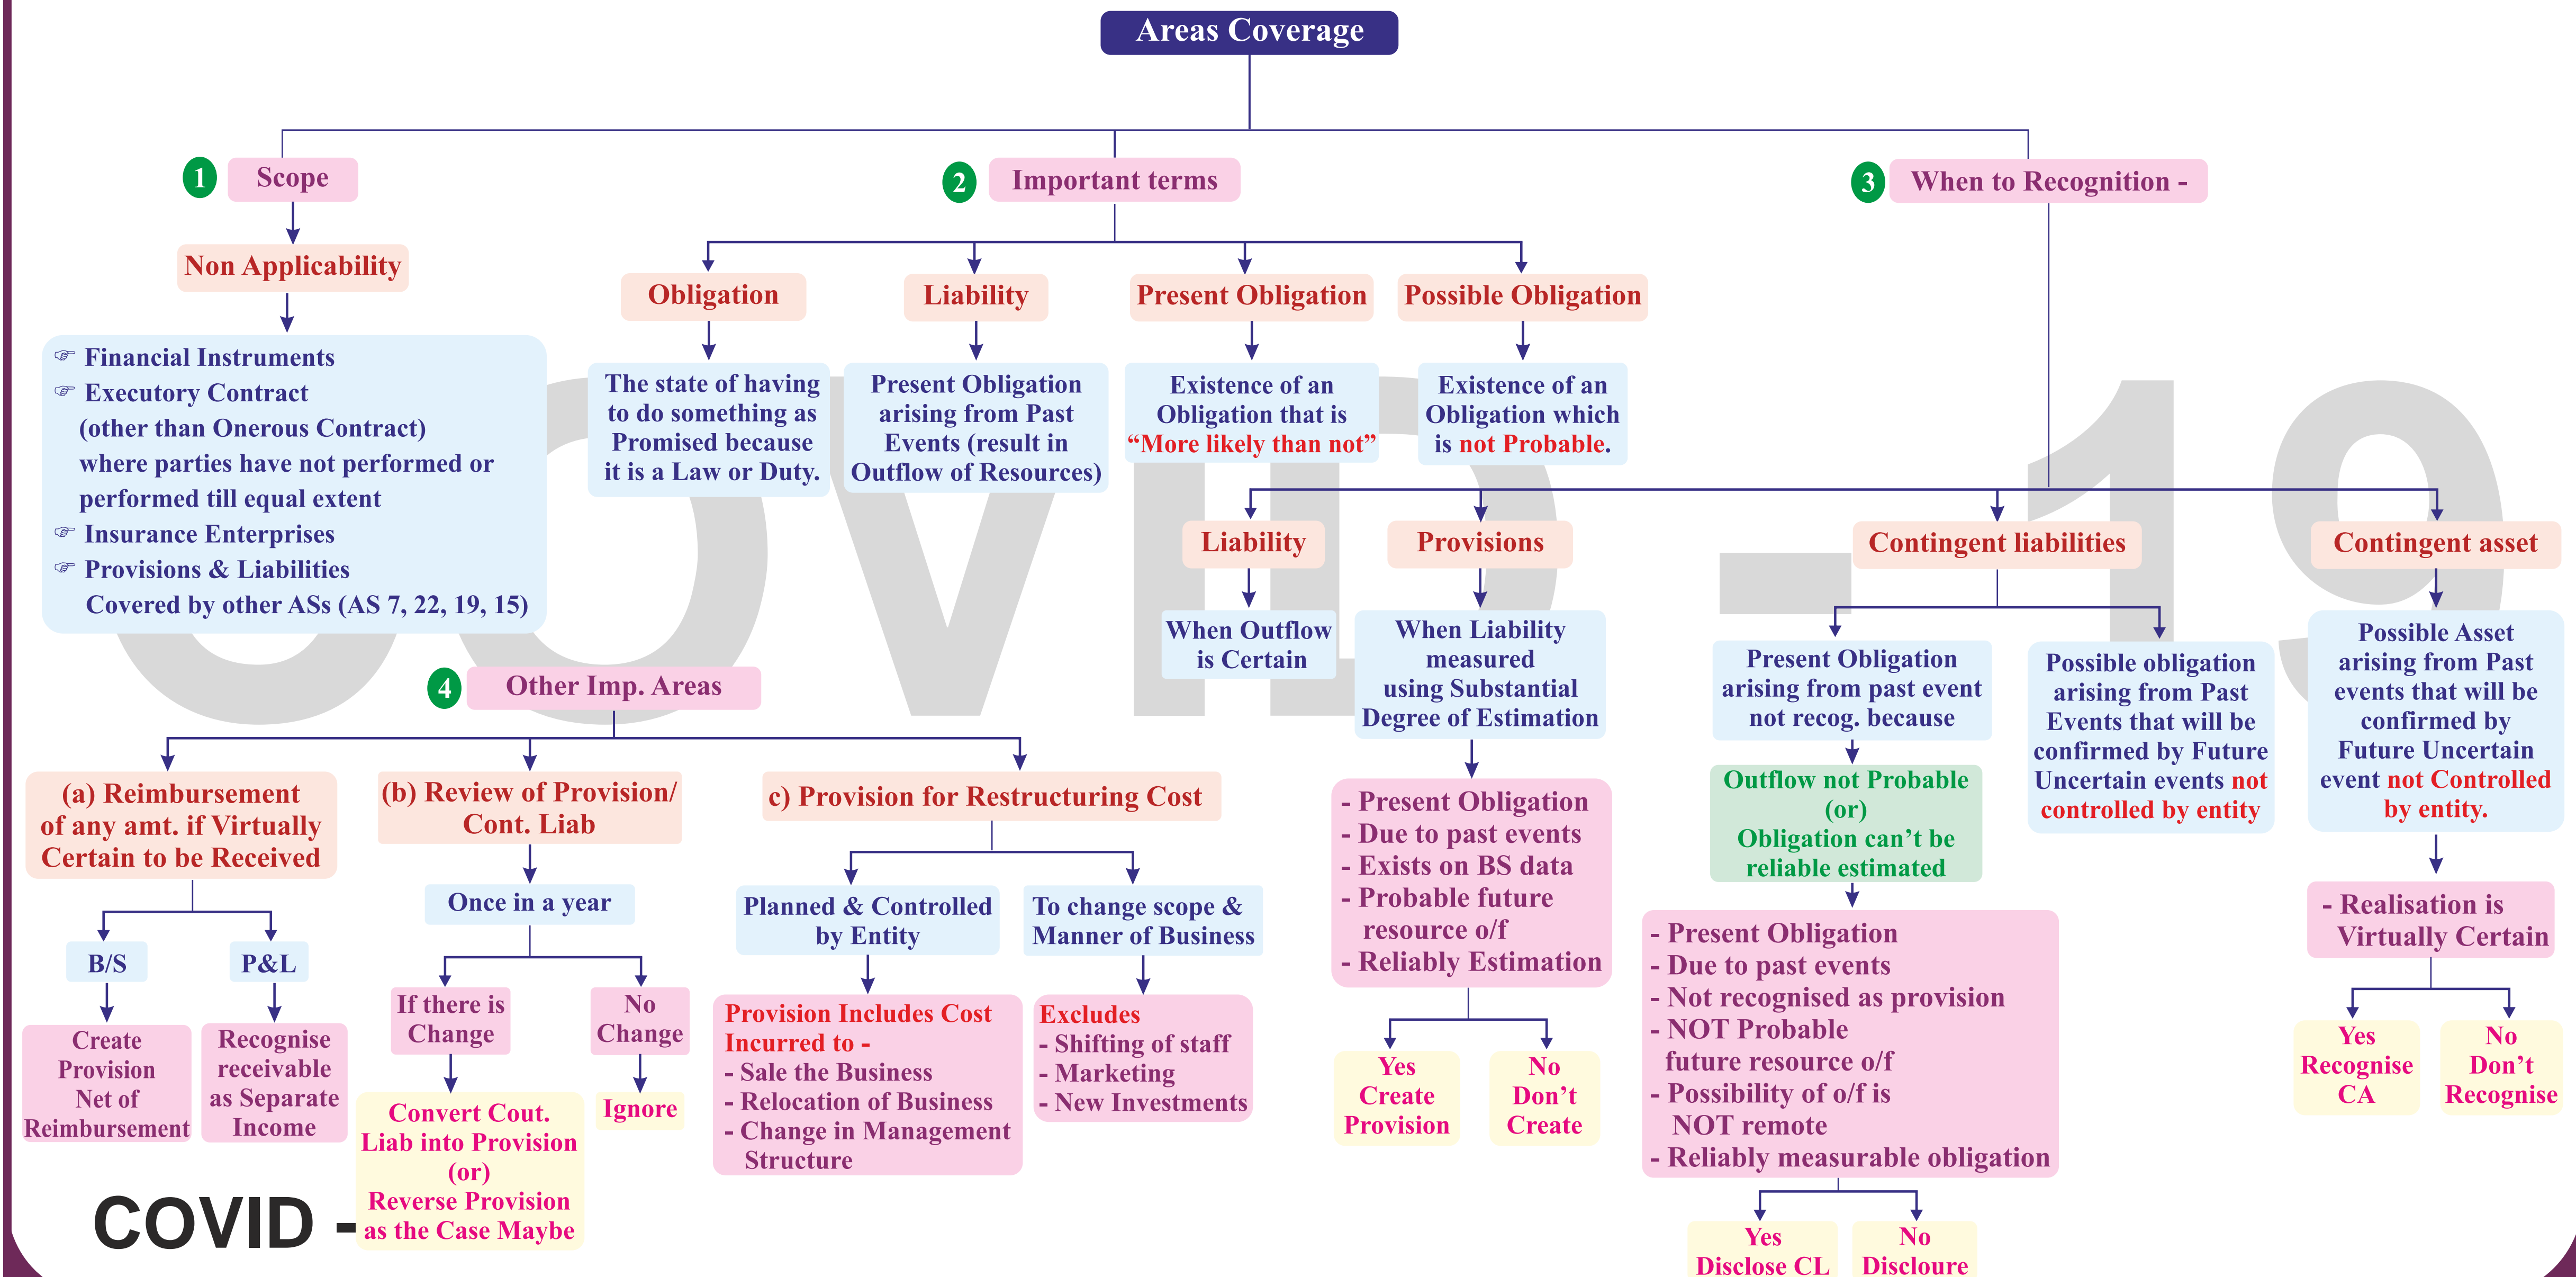 Areas Coverage
1
Scope
Non Applicability
☞ Financial Instruments
☞ Executory Contract
(other than Onerous Contract)
where parties have not performed or
performed till equal extent
☞ Insurance Enterprises
☞ Provisions & Liabilities
Covered by other ASs (AS 7, 22, 19, 15)
2
Important terms
Obligation
The state of having
to do something as
Promised because
it is a Law or Duty.
Liability
Present Obligation
arising from Past
Events (result in
Outflow of Resources)
Present Obligation
Existence of an
Obligation that is
“More likely than not”
Possible Obligation
Existence of an
Obligation which
is not Probable.
3
When to Recognition -
Liability
When Outflow
is Certain
Provisions
When Liability
measured
using Substantial
Degree of Estimation
- Present Obligation
- Due to past events
- Exists on BS data
- Probable future
resource o/f
- Reliably Estimation
Yes
Create
Provision
No
Don’t
Create
Contingent liabilities
Present Obligation
arising from past event
not recog. because
Outflow not Probable
(or)
Obligation can’t be
reliable estimated
- Present Obligation
- Due to past events
- Not recognised as provision
- NOT Probable
future resource o/f
- Possibility of o/f is
NOT remote
- Reliably measurable obligation
Yes
Disclose CL
No
Discloure
Possible obligation
arising from Past
Events that will be
confirmed by Future
Uncertain events not
controlled by entity
Contingent asset
Possible Asset
arising from Past
events that will be
confirmed by
Future Uncertain
event not Controlled
by entity.
- Realisation is
Virtually Certain
Yes
Recognise
CA
No
Don’t
Recognise
4
Other Imp. Areas
(a) Reimbursement
of any amt. if Virtually
Certain to be Received
B/S
Create
Provision
Net of
Reimbursement
P&L
Recognise
receivable
as Separate
Income
(b) Review of Provision/
Cont. Liab
Once in a year
If there is
Change
Convert Cout.
Liab into Provision
(or)
Reverse Provision
as the Case Maybe
No
Change
Ignore
c) Provision for Restructuring Cost
Planned & Controlled
by Entity
Provision Includes Cost
Incurred to -
- Sale the Business
- Relocation of Business
- Change in Management
Structure
To change scope &
Manner of Business
Excludes
- Shifting of staff
- Marketing
- New Investments
COVID -
COVID - 19